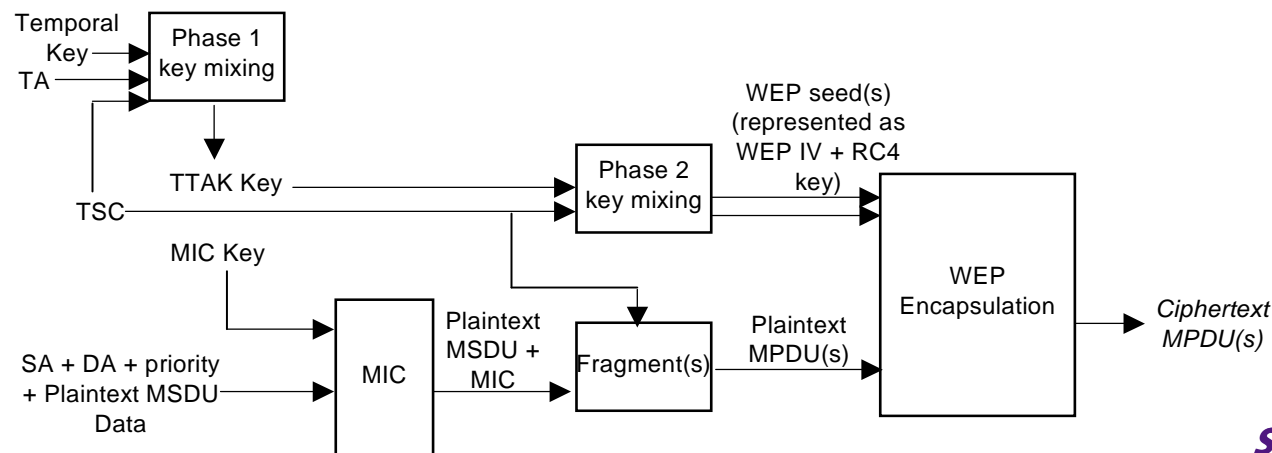 Temporal
Key
TA
Phase 1
key mixing
TTAK Key
TSC
MIC Key
SA + DA + priority
+ Plaintext MSDU
Data
MIC
Plaintext
MSDU +
MIC
Fragment(s)
Phase 2
key mixing
WEP seed(s)
(represented as
WEP IV + RC4
key)
Plaintext
MPDU(s)
WEP
Encapsulation
Ciphertext
MPDU(s)